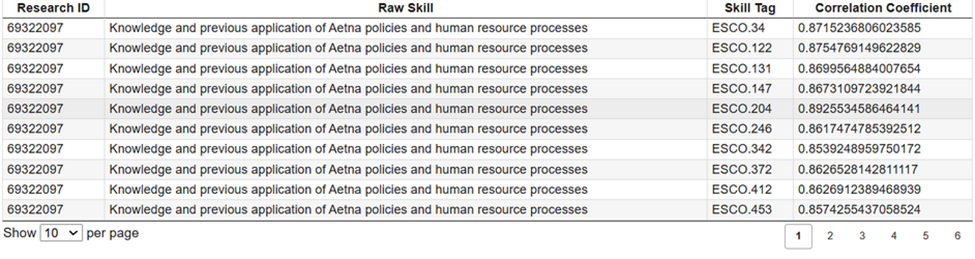 Research ID Raw Skill Skill Tag Correlation Coefficient
69322097 Knowledge and previous application of Aetna policies and human resource processes ESCO.34 0.8715236806023585
69322097 Knowledge and previous application of Aetna policies and human resource processes ESCO.122 0.8754769149622829
69322097 Knowledge and previous application of Aetna policies and human resource processes ESCO.131 0.8699564884007654
69322097 Knowledge and previous application of Aetna policies and human resource processes ESCO.147 0.8673109723921844
69322097 Knowledge and previous application of Aetna policies and human resource processes ESCO.204 0.8925534586464141
69322097 Knowledge and previous application of Aetna policies and human resource processes ESCO.246 0.8617474785392512
69322097 Knowledge and previous application of Aetna policies and human resource processes ESCO.342 0.8539248959750172
69322097 Knowledge and previous application of Aetna policies and human resource processes ESCO.372 0.8626528142811117
69322097 Knowledge and previous application of Aetna policies and human resource processes ESCO.412 0.8626912389468939
69322097 Knowledge and previous application of Aetna policies and human resource processes ESCO.453 0.8574255437058524
Show 10 per page 1 2 3 4 5 6